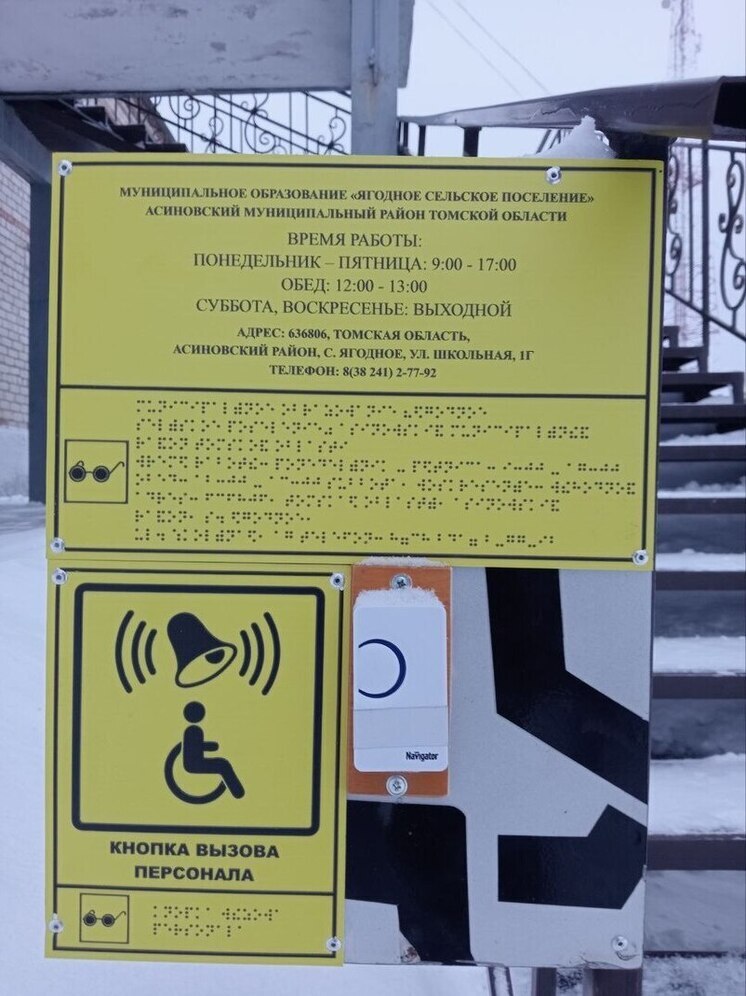 МУНИЦИПАЛЬНОЕ ОБРАЗОВАНИЕ «ЯГОДНОЕ СЕЛЬСКОЕ ПОСЕЛЕНИЕ»
АСИНОВСКИЙ МУНИЦИПАЛЬНЫЙ РАЙОН ТОМСКОЙ ОБЛАСТИ
ВРЕМЯ РАБОТЫ:
ПОНЕДЕЛЬНИК – ПЯТНИЦА: 9:00 - 17:00
ОБЕД: 12:00 - 13:00
СУББОТА, ВОСКРЕСЕНЬЕ: ВЫХОДНОЙ
АДРЕС: 636806, ТОМСКАЯ ОБЛАСТЬ,
АСИНОВСКИЙ РАЙОН, С. ЯГОДНОЕ, УЛ. ШКОЛЬНАЯ, 1Г
ТЕЛЕФОН: 8(38 241) 2-77-92
Navigator
КНОПКА ВЫЗОВА
ПЕРСОНАЛА